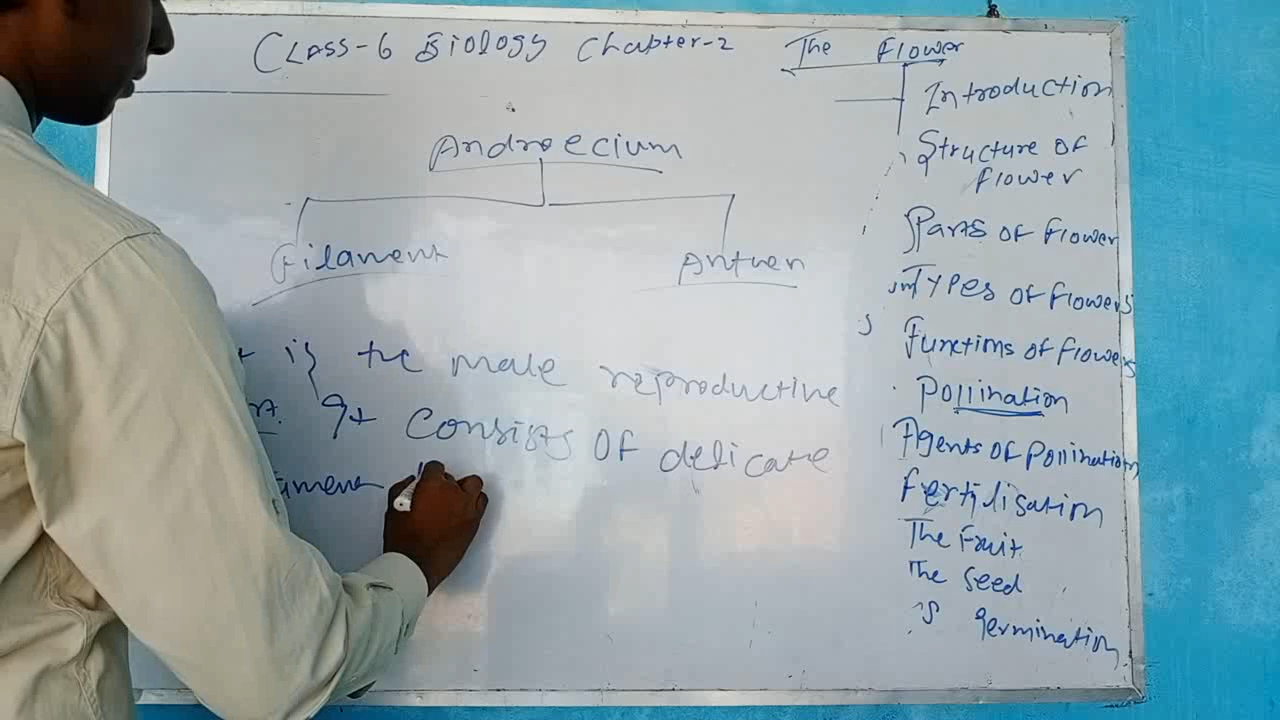 CLASS-6 Biology Chapter-2 The Flower
Androecium
Filament Anther
is the male reproductive
It consists of delicate
Introduction
Structure of
flower
Parts of Flower
Types of flowers
Functions of flowers
Pollination
Agents of Pollination
Fertilisation
The Fruit
The Seed
Germination